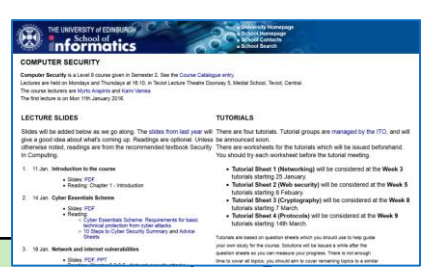 THE UNIVERSITY of EDINBURGH
School of
informatics
University Homepage
School Homepage
School Contacts
School Search
COMPUTER SECURITY
Computer Security is a Level 9 course given in Semester 2. See the Course Catalogue entry.
Lectures are held on Mondays and Thursdays at 16:10, in Teviot Lecture Theatre Doorway 5, Medial School, Teviot, Central.
The course lecturers are Myrto Arapinis and Kami Vaniea
The first lecture is on Mon 11th January 2016.
LECTURE SLIDES
Slides will be added below as we go along. The slides from last year will
give a good idea about what's coming up. Readings are optional. Unless
otherwise noted, readings are from the recommended textbook Security
In Computing.
1. 11 Jan. Introduction to the course
Slides: PDF
Reading: Chapter 1 - Introduction
2. 14 Jan. Cyber Essentials Scheme
Slides: PDF
Reading:
Cyber Essentials Scheme: Requirements for basic
technical protection from cyber attacks
10 Steps to Cyber Security Summary and Advice
Sheets
3. 18 Jan. Network and internet vulnerabilities
Slides: PDF, PPT
TUTORIALS
There are four tutorials. Tutorial groups are managed by the ITO, and will
be announced soon.
There are worksheets for the tutorials which will be issued beforehand.
You should try each worksheet before the tutorial meeting.
Tutorial Sheet 1 (Networking) will be considered at the Week 3
tutorials starting 25 January.
Tutorial Sheet 2 (Web security) will be considered at the Week 5
tutorials starting 8 Febuary.
Tutorial Sheet 3 (Cryptography) will be considered at the Week 8
tutorials starting 7 March.
Tutorial Sheet 4 (Protocols) will be considered at the Week 9
tutorials starting 14th March.
Tutorials are based on question sheets which you should use to help guide
your own study for the course. Solutions will be issued a while after the
question sheets so you can measure your progress. There is not enough
time to cover all topics, you should aim to cover remaining topics to a similar